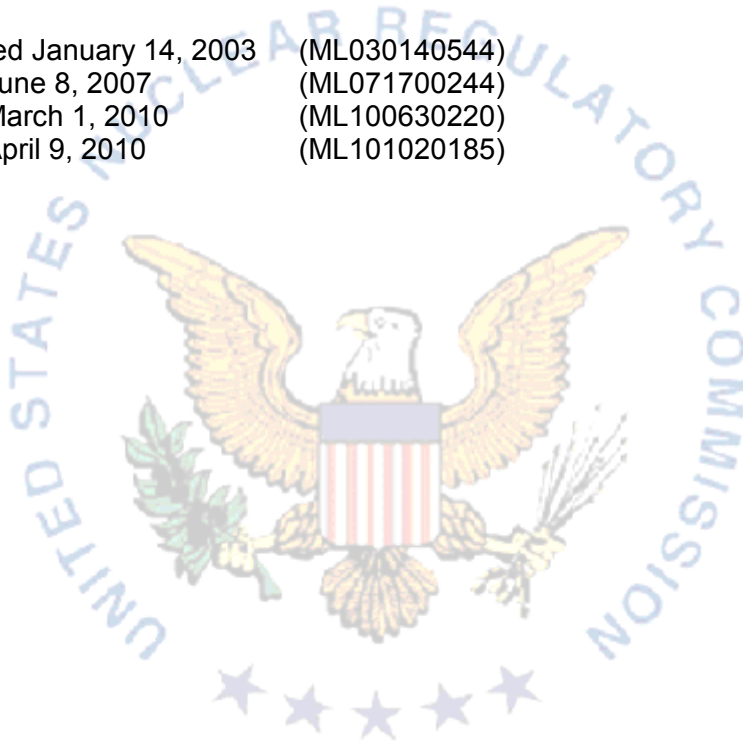 ed January 14, 2003 (ML030140544)
June 8, 2007 (ML071700244)
March 1, 2010 (ML100630220)
April 9, 2010 (ML101020185)
UNITED STATES NUCLEAR REGULATORY COMMISSION